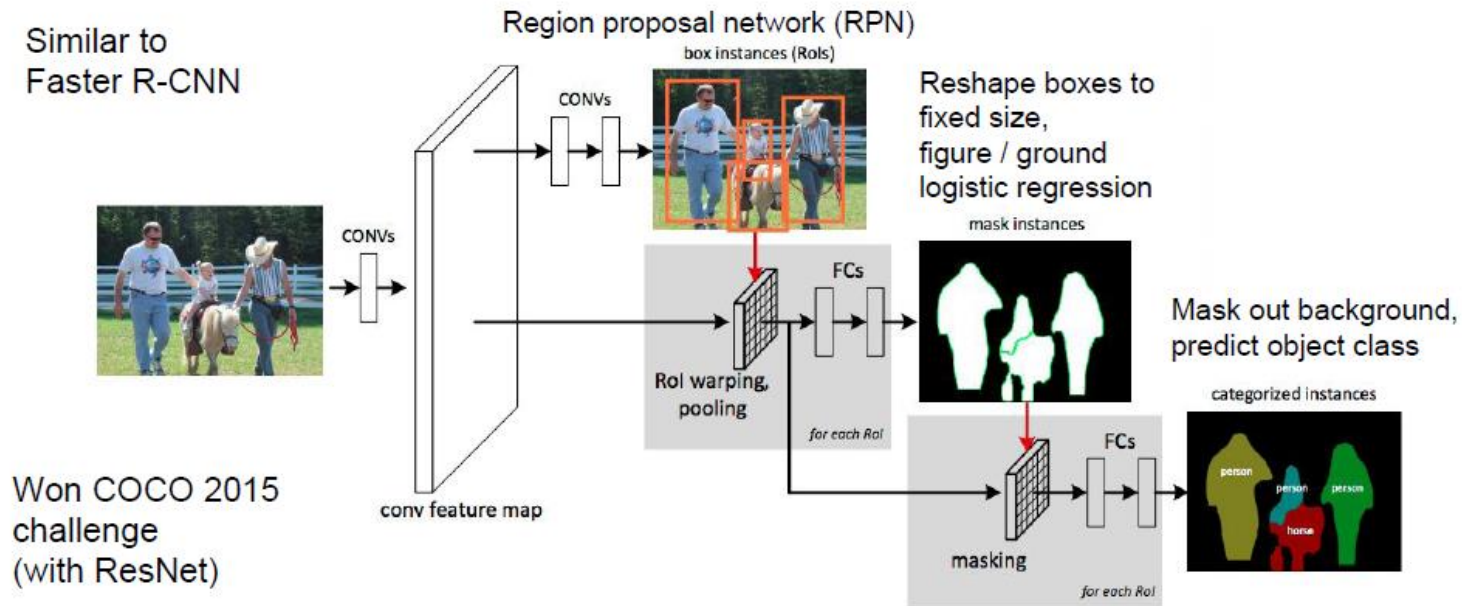 Similar to
Faster R-CNN
Region proposal network (RPN)
box instances (RoIs)
CONVs
Reshape boxes to
fixed size,
figure / ground
logistic regression
mask instances
CONVs
FCs
RoI warping,
pooling
for each RoI
Mask out background,
predict object class
categorized instances
person
person
person
horse
FCs
masking
for each RoI
conv feature map
Won COCO 2015
challenge
(with ResNet)